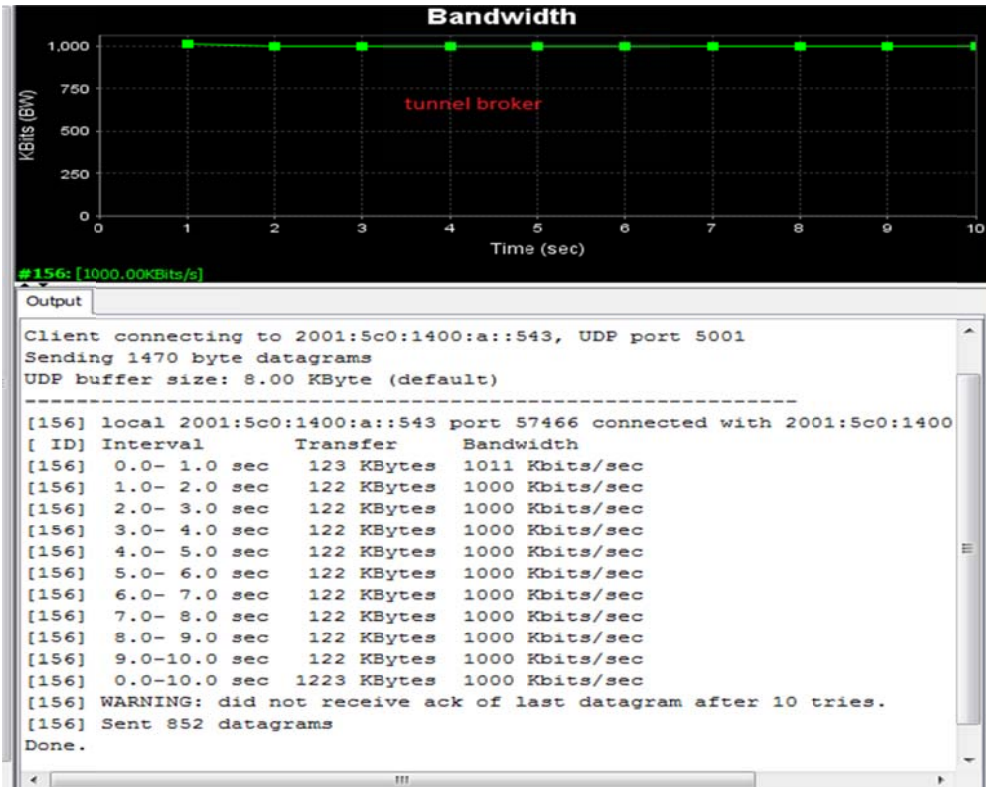 Bandwidth
1,000
750
500
250
0
KBits (BW)
tunnel broker
0 1 2 3 4 5 6 7 8 9 10
Time (sec)
#156: [1000.00KBits/s]
Output
Client connecting to 2001:5c0:1400:a::543, UDP port 5001
Sending 1470 byte datagrams
UDP buffer size: 8.00 KByte (default)
------------------------------------------------------------
[156] local 2001:5c0:1400:a::543 port 57466 connected with 2001:5c0:1400
[ ID] Interval Transfer Bandwidth
[156] 0.0- 1.0 sec 123 KBytes 1011 Kbits/sec
[156] 1.0- 2.0 sec 122 KBytes 1000 Kbits/sec
[156] 2.0- 3.0 sec 122 KBytes 1000 Kbits/sec
[156] 3.0- 4.0 sec 122 KBytes 1000 Kbits/sec
[156] 4.0- 5.0 sec 122 KBytes 1000 Kbits/sec
[156] 5.0- 6.0 sec 122 KBytes 1000 Kbits/sec
[156] 6.0- 7.0 sec 122 KBytes 1000 Kbits/sec
[156] 7.0- 8.0 sec 122 KBytes 1000 Kbits/sec
[156] 8.0- 9.0 sec 122 KBytes 1000 Kbits/sec
[156] 9.0-10.0 sec 122 KBytes 1000 Kbits/sec
[156] 0.0-10.0 sec 1223 KBytes 1000 Kbits/sec
[156] WARNING: did not receive ack of last datagram after 10 tries.
[156] Sent 852 datagrams
Done.